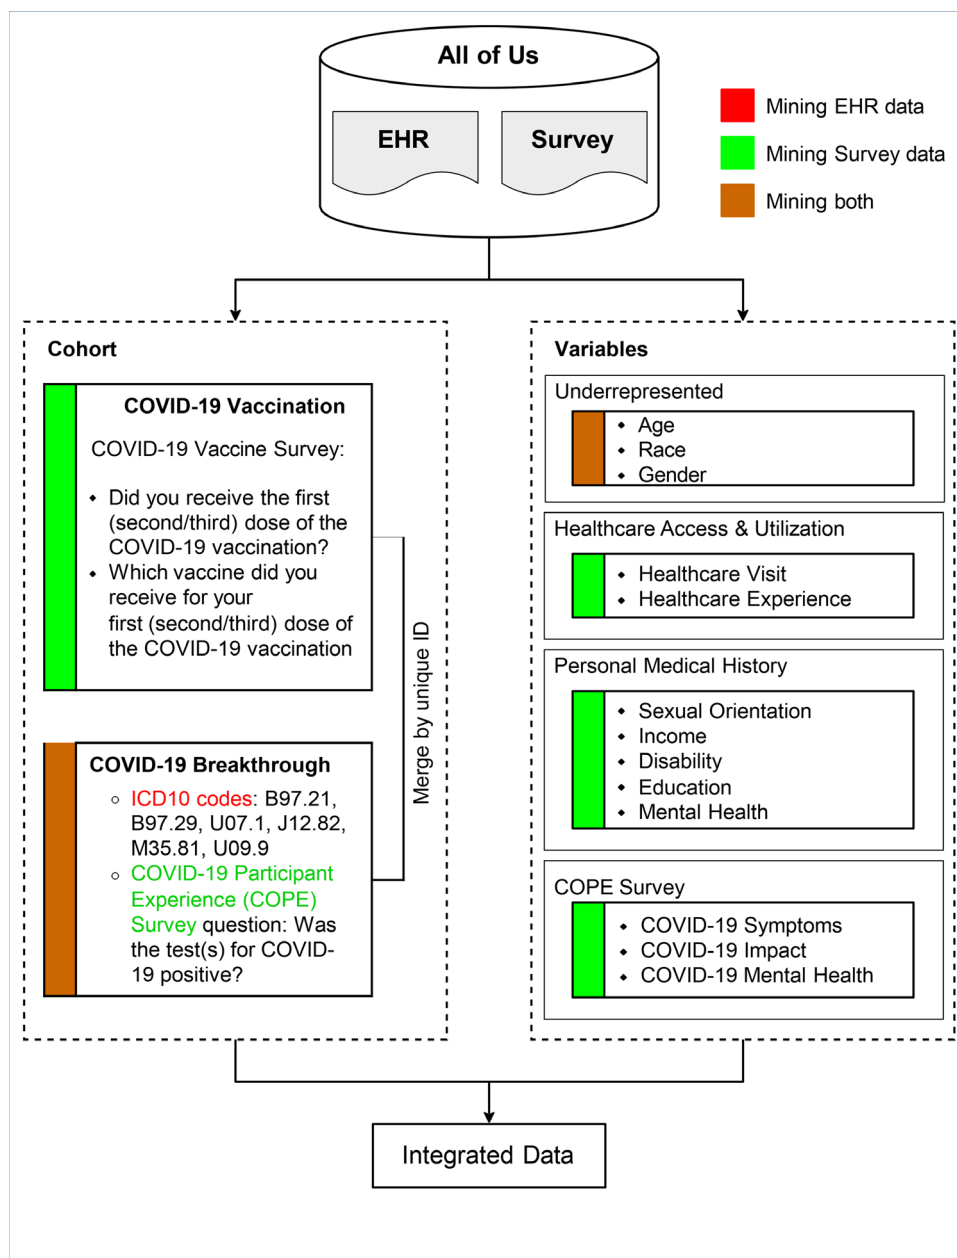 All of Us
EHR
Survey
Mining EHR data
Mining Survey data
Mining both
Cohort
COVID-19 Vaccination
COVID-19 Vaccine Survey:
Did you receive the first
(second/third) dose of the
COVID-19 vaccination?
Which vaccine did you
receive for your
first (second/third) dose of
the COVID-19 vaccination
COVID-19 Breakthrough
ICD10 codes: B97.21,
B97.29, U07.1, J12.82,
M35.81, U09.9
COVID-19 Participant
Experience (COPE)
Survey question: Was
the test(s) for COVID-
19 positive?
Merge by unique ID
Variables
Underrepresented
Age
Race
Gender
Healthcare Access & Utilization
Healthcare Visit
Healthcare Experience
Personal Medical History
Sexual Orientation
Income
Disability
Education
Mental Health
COPE Survey
COVID-19 Symptoms
COVID-19 Impact
COVID-19 Mental Health
Integrated Data